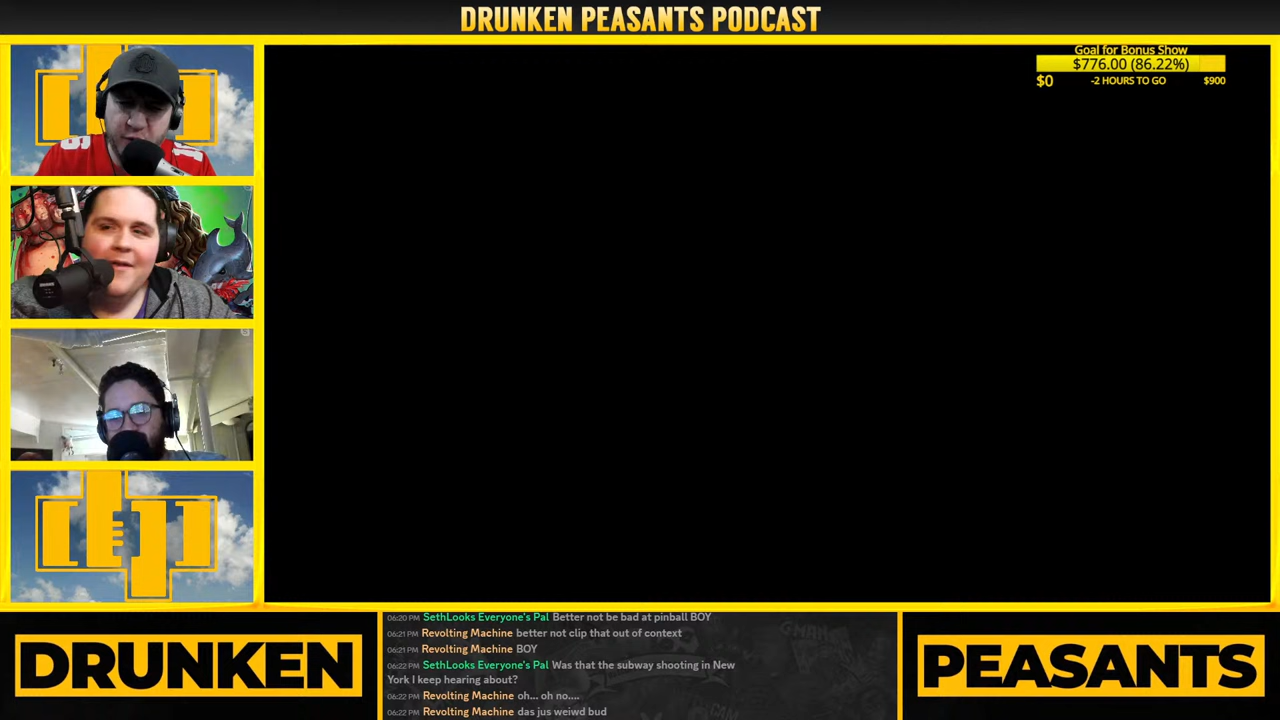 DRUNKEN PEASANTS PODCAST
Goal for Bonus Show
$776.00 (86.22%)
$0 -2 HOURS TO GO $900
06:20 PM SethLooks Everyone's Pal Better not be bad at pinball BOY
06:21 PM Revolting Machine better not clip that out of context
06:21 PM Revolting Machine BOY
06:22 PM SethLooks Everyone's Pal Was that the subway shooting in New
York I keep hearing about?
06:22 PM Revolting Machine oh... oh no....
06:22 PM Revolting Machine das jus weiwd bud
DRUNKEN
PEASANTS